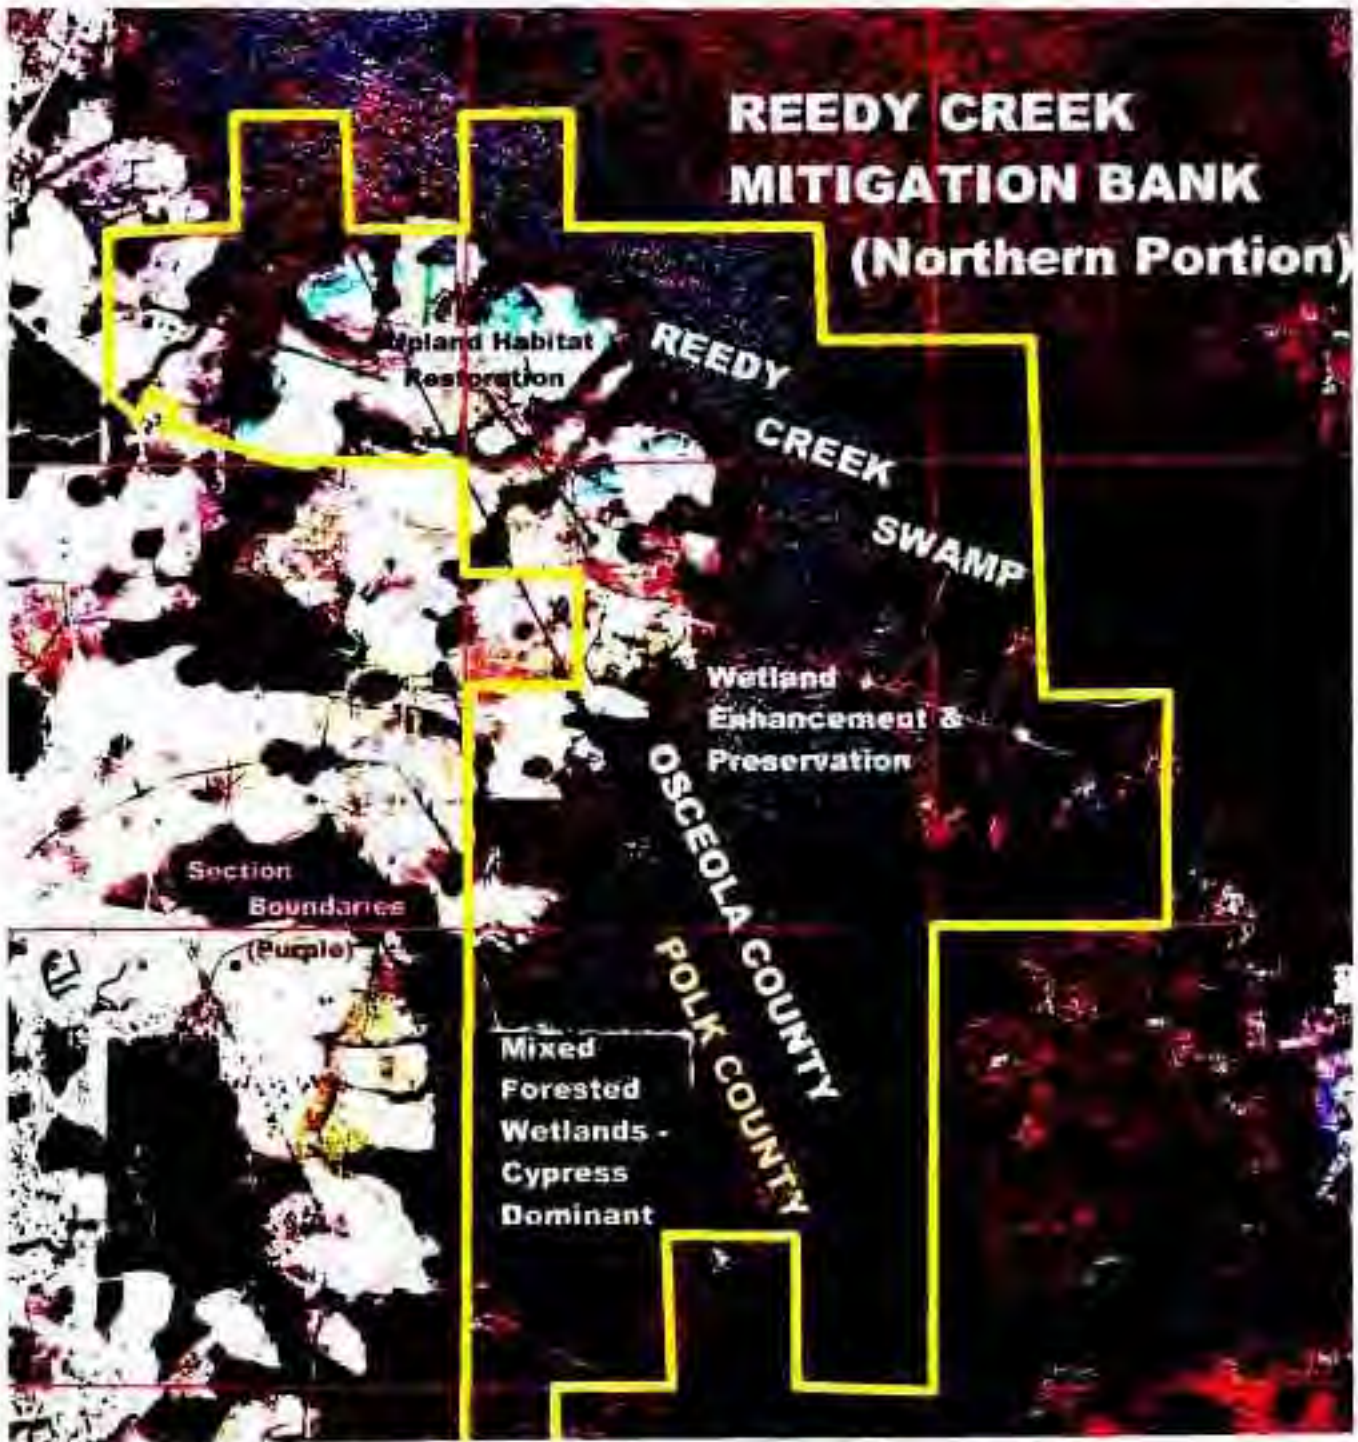 REEDY CREEK
MITIGATION BANK
(Northern Portion)
Upland Habitat
Restoration
REEDY
CREEK
SWAMP
Wetland
Enhancement &
Preservation
OSCEOLA COUNTY
POLK COUNTY
Section
Boundaries
(Purple)
Mixed
Forested
Wetlands -
Cypress
Dominant